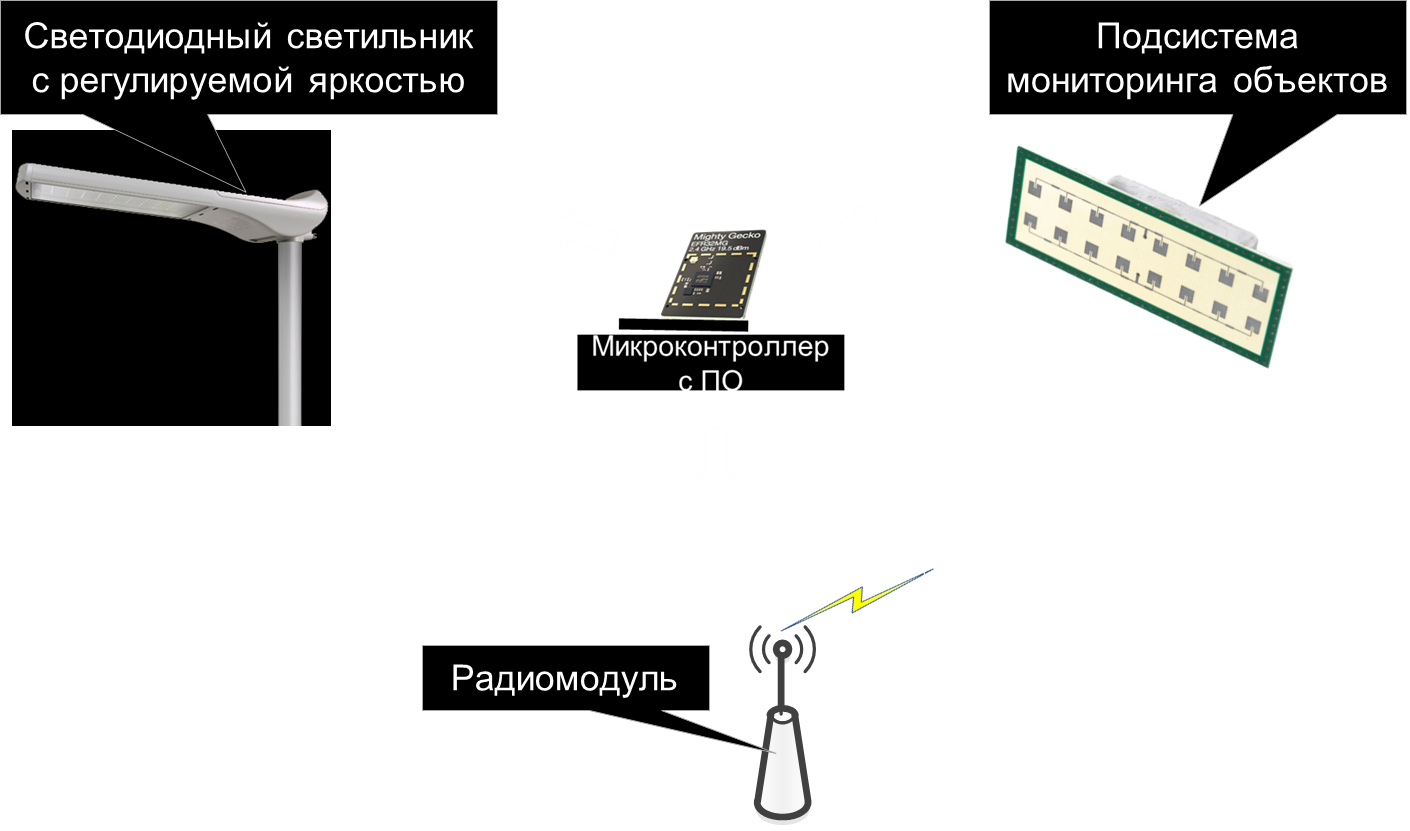 Светодиодный светильник
с регулируемой яркостью
Подсистема
мониторинга объектов
Mighty Gecko
EFR32MG
2.4 GHz 19.5 dBm
Микроконтроллер
с ПО
Радиомодуль